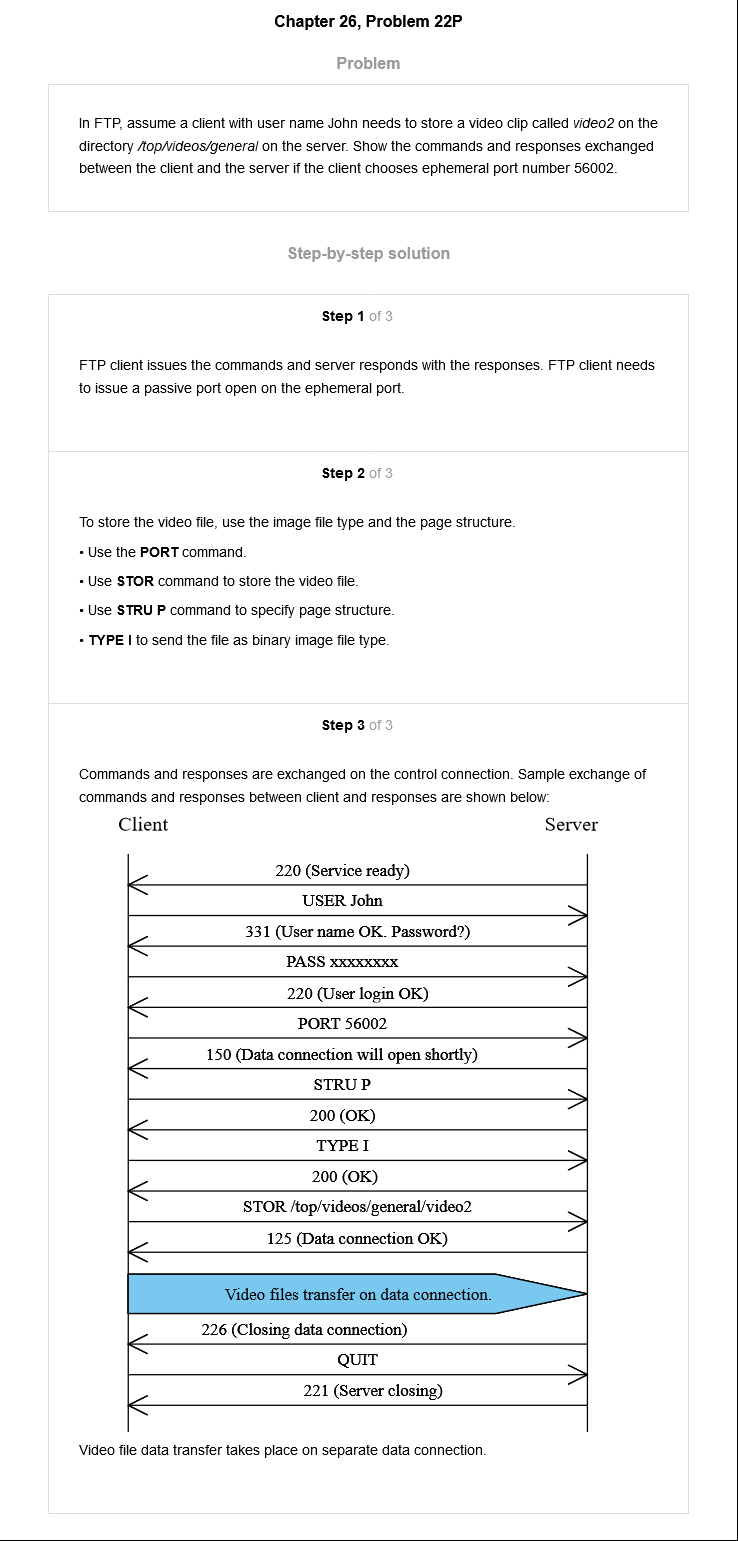 Chapter 26, Problem 22P
Problem
In FTP, assume a client with user name John needs to store a video clip called video2 on the
directory /top/videos/general on the server. Show the commands and responses exchanged
between the client and the server if the client chooses ephemeral port number 56002.
Step-by-step solution
Step 1 of 3
FTP client issues the commands and server responds with the responses. FTP client needs
to issue a passive port open on the ephemeral port.
Step 2 of 3
To store the video file, use the image file type and the page structure.
• Use the PORT command.
• Use STOR command to store the video file.
• Use STRU P command to specify page structure.
• TYPE I to send the file as binary image file type.
Step 3 of 3
Commands and responses are exchanged on the control connection. Sample exchange of
commands and responses between client and responses are shown below:
Client Server
220 (Service ready)
USER John
331 (User name OK. Password?)
PASS xxxxxxxx
220 (User login OK)
PORT 56002
150 (Data connection will open shortly)
STRU P
200 (OK)
TYPE I
200 (OK)
STOR /top/videos/general/video2
125 (Data connection OK)
Video files transfer on data connection.
226 (Closing data connection)
QUIT
221 (Server closing)
Video file data transfer takes place on separate data connection.